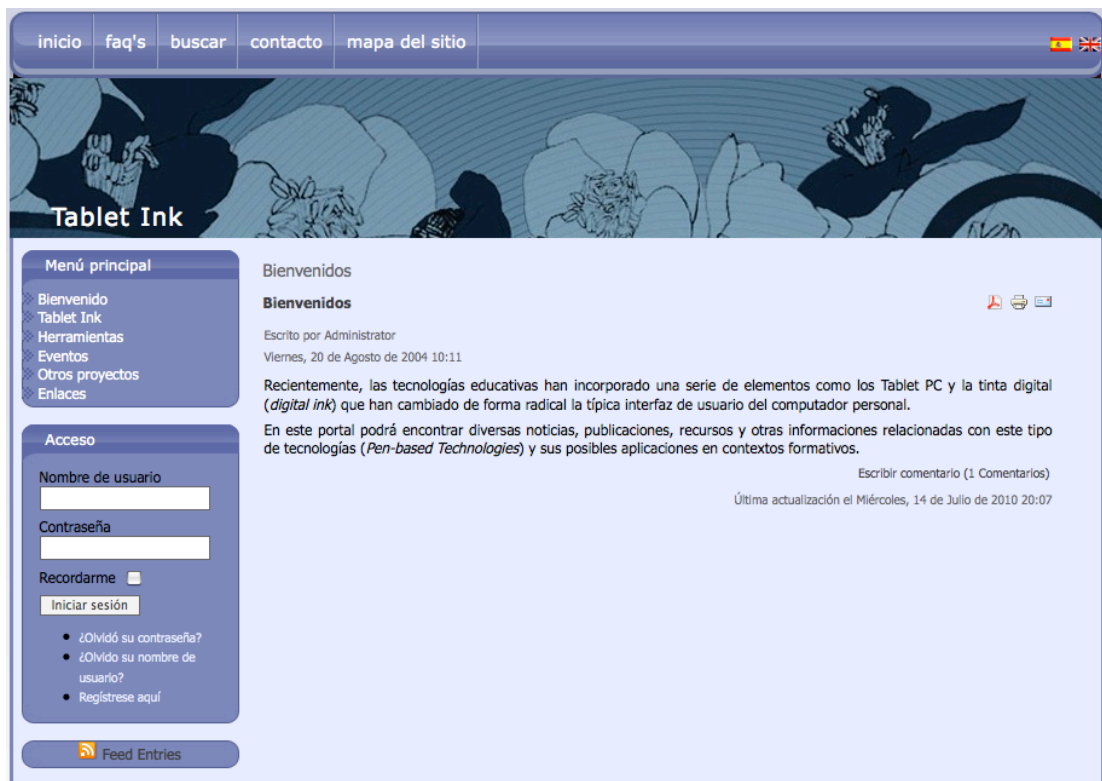 inicio faq's buscar contacto mapa del sitio
Tablet Ink
Menú principal
Bienvenido
Tablet Ink
Herramientas
Eventos
Otros proyectos
Enlaces
Acceso
Nombre de usuario
Contraseña
Recordarme
Iniciar sesión
¿Olvidó su contraseña?
¿Olvido su nombre de
usuario?
Regístrese aquí
Feed Entries
Bienvenidos
Bienvenidos
Escrito por Administrator
Viernes, 20 de Agosto de 2004 10:11
Recientemente, las tecnologías educativas han incorporado una serie de elementos como los Tablet PC y la tinta digital
(digital ink) que han cambiado de forma radical la típica interfaz de usuario del computador personal.
En este portal podrá encontrar diversas noticias, publicaciones, recursos y otras informaciones relacionadas con este tipo
de tecnologías (Pen-based Technologies) y sus posibles aplicaciones en contextos formativos.
Escribir comentario (1 Comentarios)
Última actualización el Miércoles, 14 de Julio de 2010 20:07